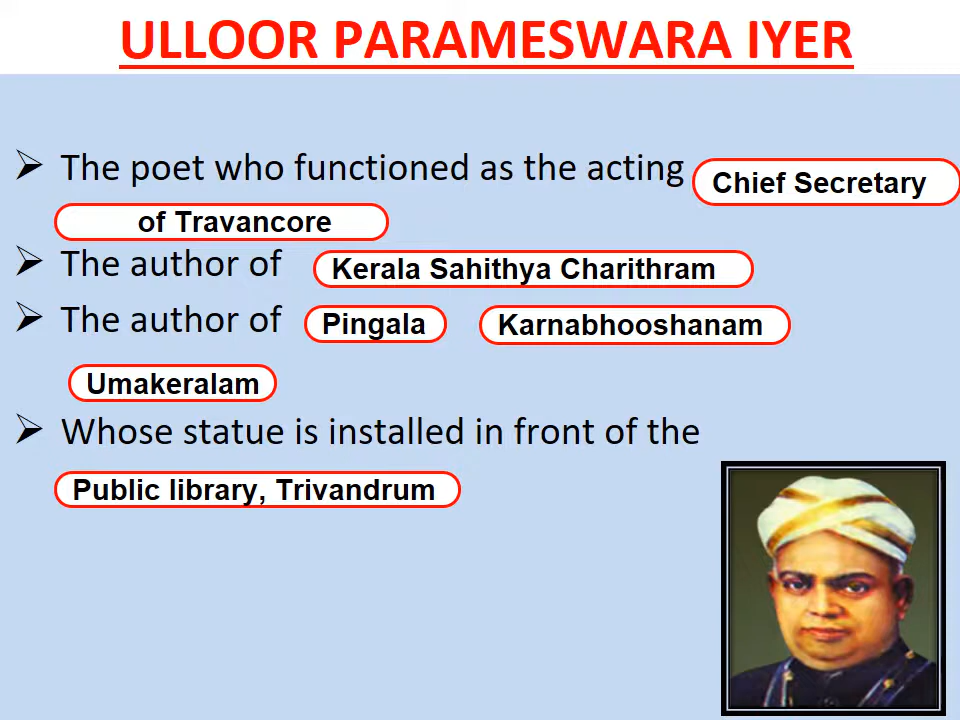 ULLOOR PARAMESWARA IYER
The poet who functioned as the acting Chief Secretary
of Travancore
The author of Kerala Sahithya Charithram
The author of Pingala Karnabhooshanam
Umakeralam
Whose statue is installed in front of the
Public library, Trivandrum